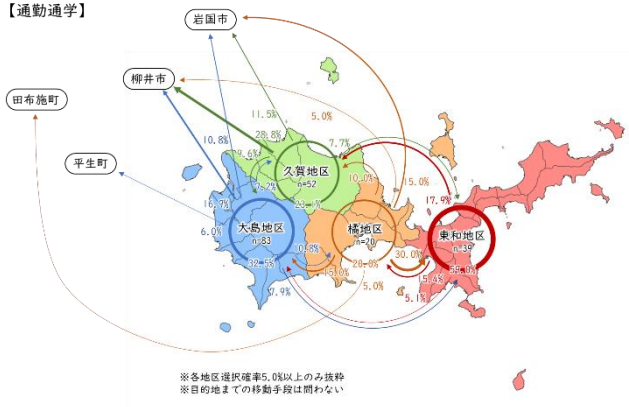 【通勤通学】
岩国市
柳井市
田布施町
平生町
11.5%
5.0%
10.8%
28.8%
7.7%
9.6%
久賀地区
n=52
10.0%
15.0%
17.9%
16.7%
23.1%
6.0%
大島地区
n=83
橘地区
n=20
東和地区
n=39
10.8%
30.0%
32.5%
15.0%
20.0%
15.4%
7.9%
5.0%
5.1%
※各地区選択確率5.0%以上のみ抜粋
※目的地までの移動手段は問わない